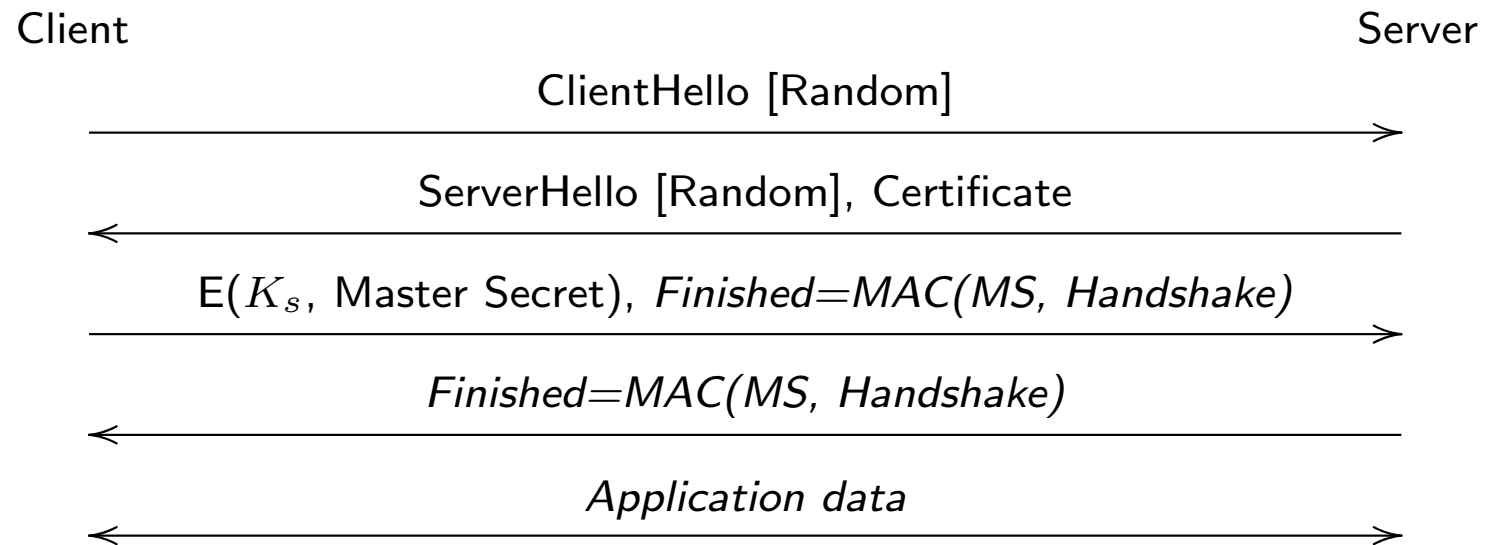 Client Server
ClientHello [Random]
ServerHello [Random], Certificate
E(Kₛ, Master Secret), Finished=MAC(MS, Handshake)
Finished=MAC(MS, Handshake)
Application data